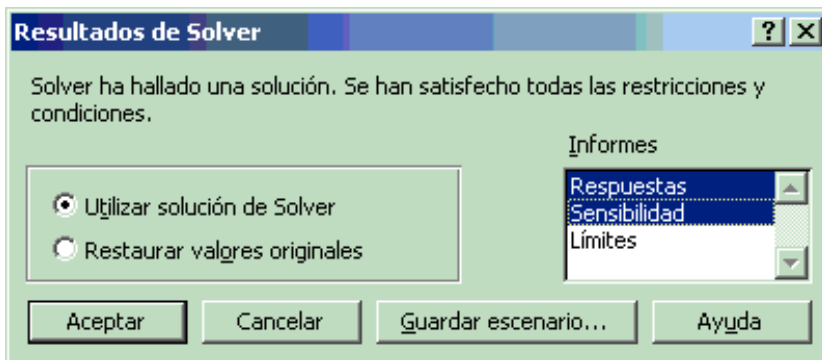 Resultados de Solver
Solver ha hallado una solución. Se han satisfecho todas las restricciones y
condiciones.
Informes
Respuestas
Sensibilidad
Límites
Utilizar solución de Solver
Restaurar valores originales
Aceptar
Cancelar
Guardar escenario...
Ayuda